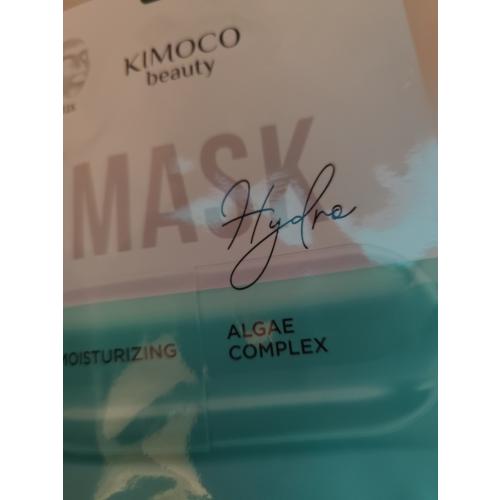 KIMOCO
beauty
MASK
Hydro
MOISTURIZING
ALGAE
COMPLEX